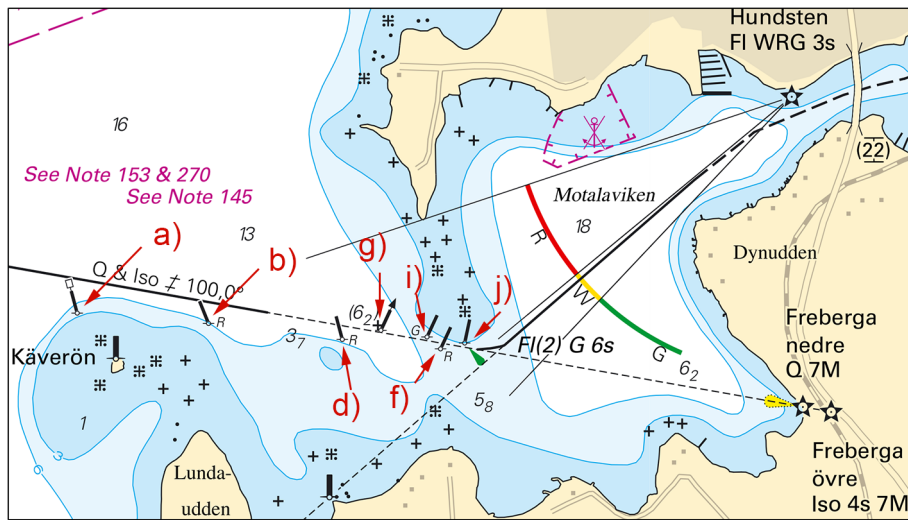 Hundsten
Fl WRG 3s
16
(22)
See Note 153 & 270
See Note 145
Motalaviken
18
R
13
a)
b)
g)
i)
j)
W
Dynudden
Q & Iso ≠ 100,0°
(6₂)
G
R
3₇
R
R
Fl(2) G 6s
G
6₂
Freberga
nedre
Q 7M
Käverön
d)
f)
1
5₈
6
3
Lunda-
udden
Freberga
övre
Iso 4s 7M